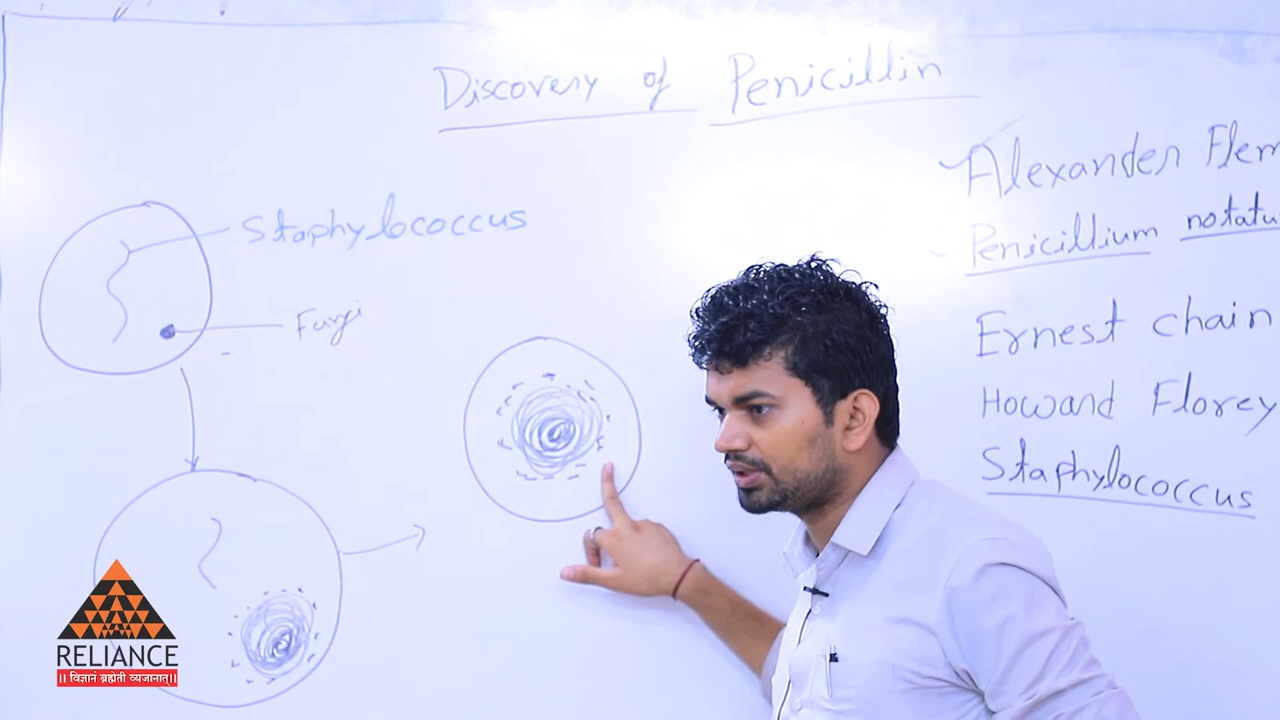 Discovery of Penicillin
Alexander Flem
Penicillium notatu
Ernest chain
Howard Florey
Staphylococcus
Staphylococcus
Fungi
RELIANCE
॥ विज्ञानं ब्रह्मेती व्यजानात्॥